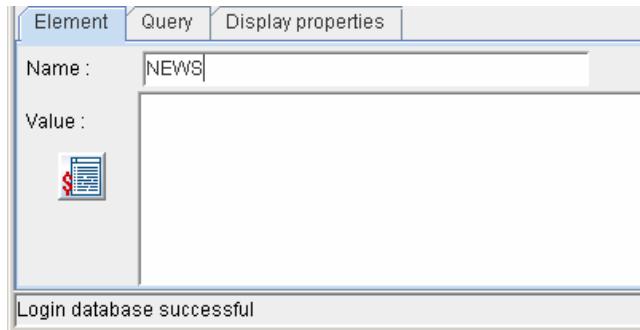 Element Query Display properties
Name : NEWS
Value :
$
Login database successful